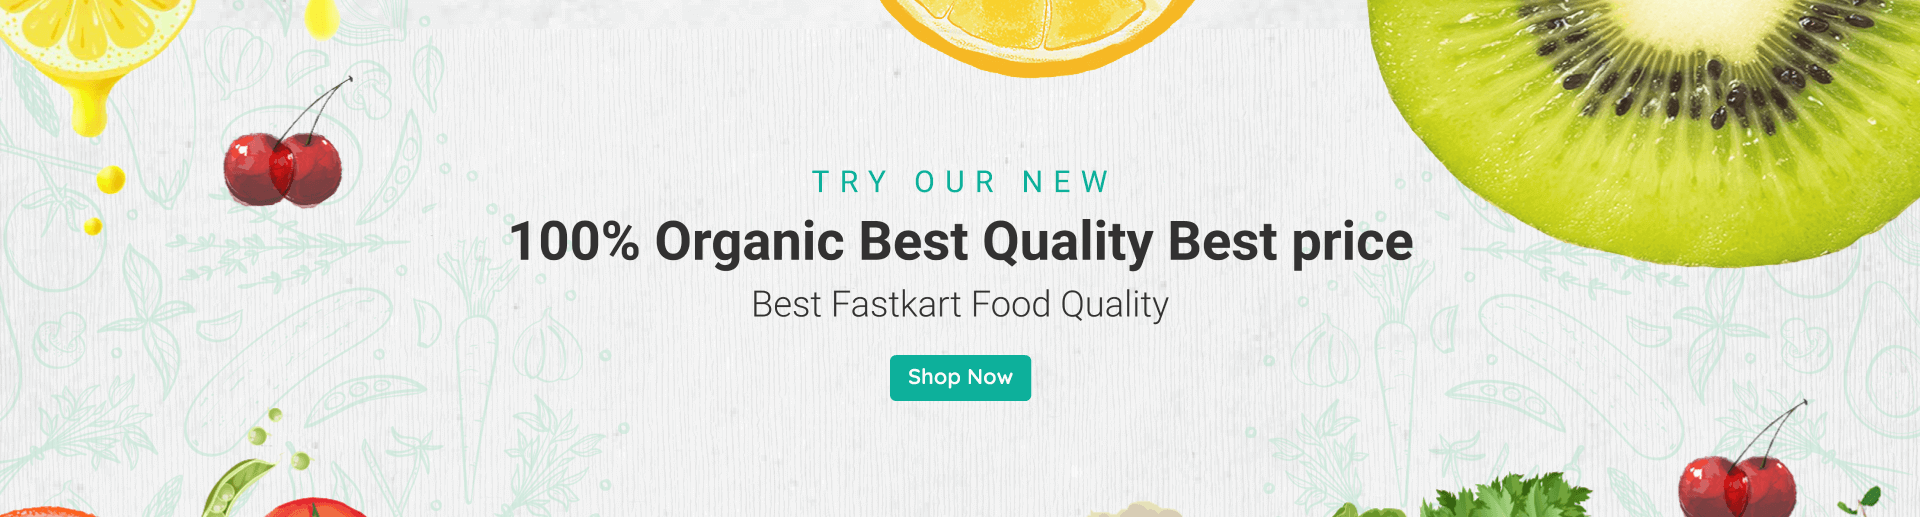 TRY OUR NEW
100% Organic Best Quality Best price
Best Fastkart Food Quality
Shop Now